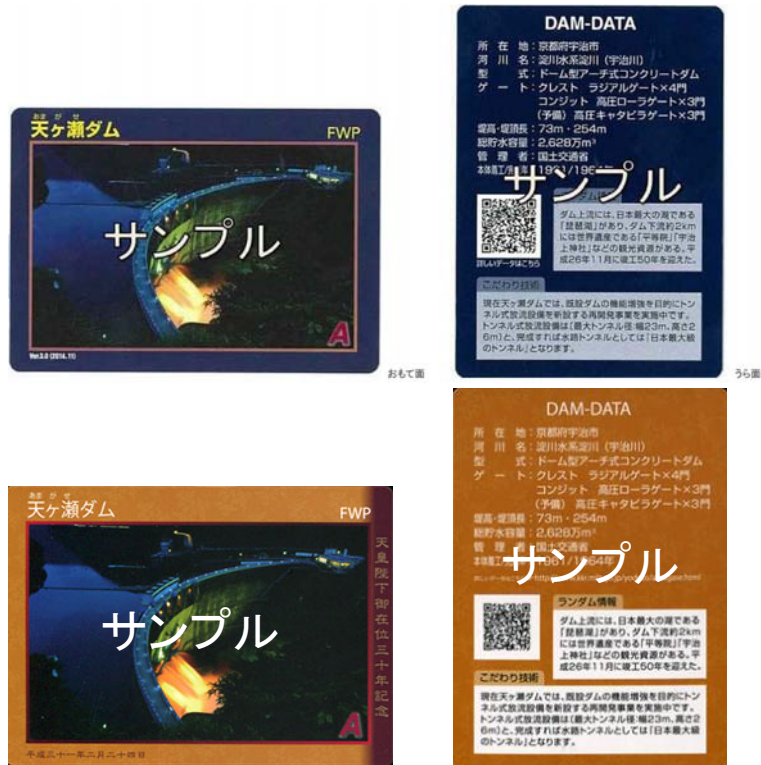 あまがせ
天ヶ瀬ダム
FWP
サンプル
A
Ver.3.0 (2014.11)
おもて面
DAM-DATA
所在地:京都府宇治市
河川名:淀川水系淀川(宇治川)
型式:ドーム型アーチ式コンクリートダム
ゲート:クレスト ラジアルゲート×4門
コンジット 高圧ローラゲート×3門
(予備) 高圧キャタピラゲート×3門
堤高・堤頂長:73m・254m
総貯水容量:2,628万m³
管理者:国土交通省
サンプル
ダム上流には、日本最大の湖である
「琵琶湖」があり、ダム下流約2km
には世界遺産である「平等院」「宇治
上神社」などの観光資源がある。平
成26年11月に竣工50年を迎えた。
詳しいデータはこちら
こだわり技術
現在天ヶ瀬ダムでは、既設ダムの機能増強を目的にトン
ネル式放流設備を新設する再開発事業を実施中です。
トンネル式放流設備は(最大トンネル径:幅23m、高さ2
6m)と、完成すれば水路トンネルとしては「日本最大級
のトンネル」となります。
うら面
あまがせ
天ヶ瀬ダム
FWP
サンプル
天皇陛下御在位三十年記念
A
平成三十一年二月二十四日
DAM-DATA
所在地:京都府宇治市
河川名:淀川水系淀川(宇治川)
型式:ドーム型アーチ式コンクリートダム
ゲート:クレスト ラジアルゲート×4門
コンジット 高圧ローラゲート×3門
(予備) 高圧キャタピラゲート×3門
堤高・堤頂長:73m・254m
総貯水容量:2,628万m³
管理者:国土交通省
サンプル
ランダム情報
ダム上流には、日本最大の湖である
「琵琶湖」があり、ダム下流約2km
には世界遺産である「平等院」「宇治
上神社」などの観光資源がある。平
成26年11月に竣工50年を迎えた。
こだわり技術
現在天ヶ瀬ダムでは、既設ダムの機能増強を目的にトン
ネル式放流設備を新設する再開発事業を実施中です。
トンネル式放流設備は(最大トンネル径:幅23m、高さ2
6m)と、完成すれば水路トンネルとしては「日本最大級
のトンネル」となります。